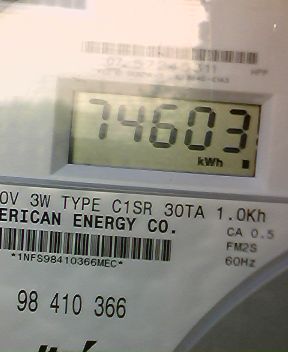 74603
kWh
0V 3W TYPE C1SR 30TA 1.0Kh
ERICAN ENERGY CO.
CA 0.5
FM2S
60Hz
*1NFS98410366MEC*
98 410 366